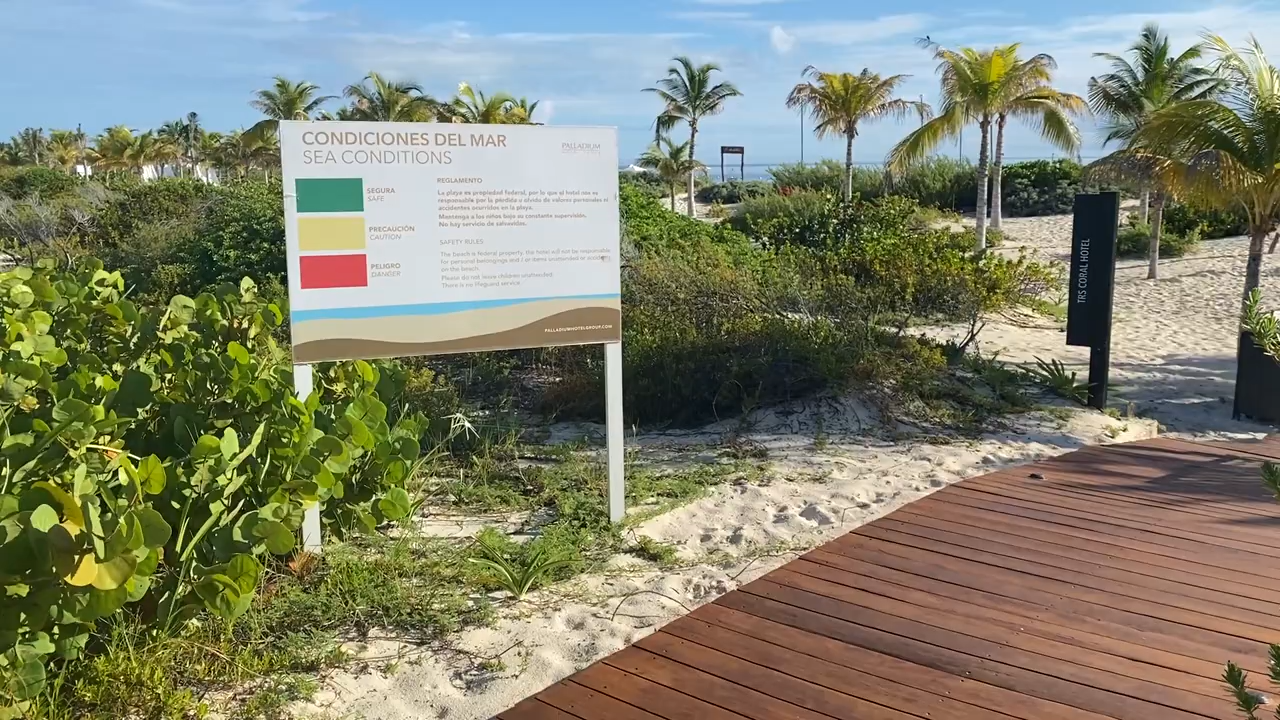 CONDICIONES DEL MAR
SEA CONDITIONS
PALLADIUM
SEGURA
SAFE
PRECAUCIÓN
CAUTION
PELIGRO
DANGER
REGLAMENTO
La playa es propiedad federal, por lo que el hotel no es
responsable por la pérdida u olvido de valores personales ni
accidentes ocurridos en la playa.
Mantenga a los niños bajo su constante supervisión.
No hay servicio de salvavidas.
SAFETY RULES
The beach is federal property, the hotel will not be responsible
for personal belongings and / or items unattended or accidents
on the beach.
Please do not leave children unattended.
There is no lifeguard service.
PALLADIUMHOTELGROUP.COM
TRS CORAL HOTEL